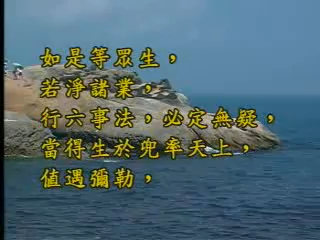 如是等眾生，
若淨諸業，
行六事法，必定無疑，
當得生於兜率天上，
值遇彌勒，